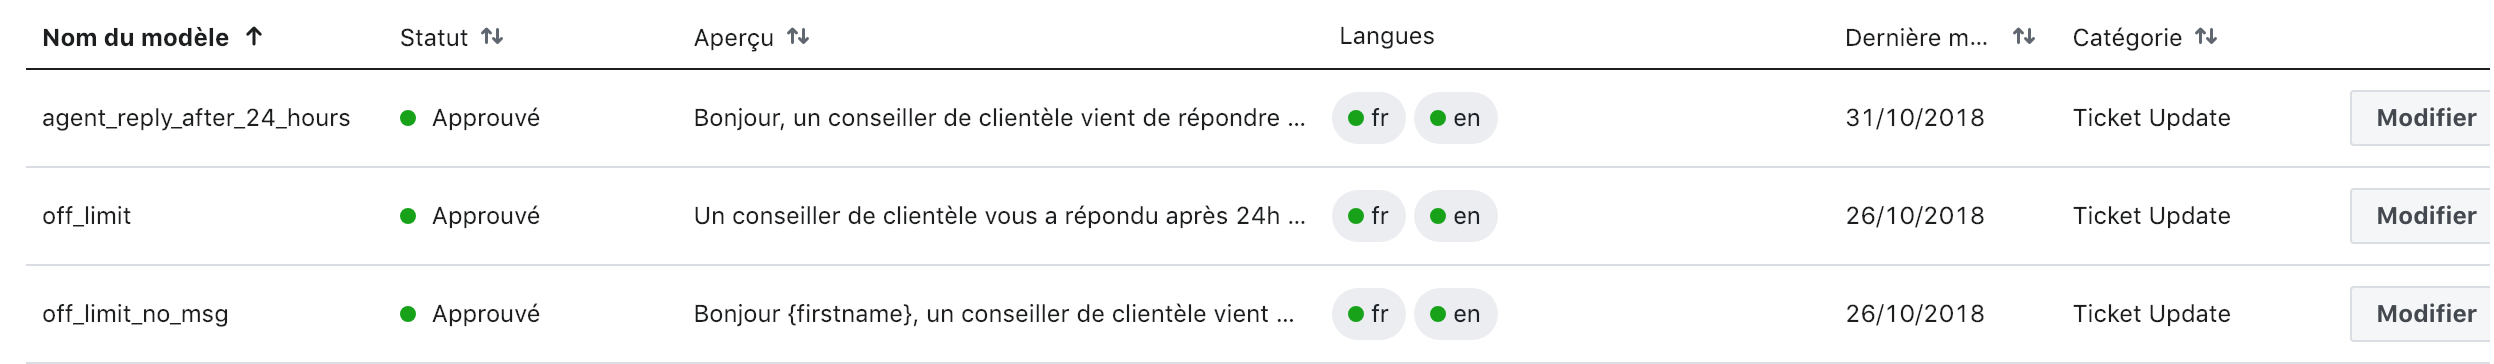 Nom du modèle Statut Aperçu Langues Dernière m... Catégorie
agent_reply_after_24_hours Approuvé Bonjour, un conseiller de clientèle vient de répondre ... fr en 31/10/2018 Ticket Update Modifier
off_limit Approuvé Un conseiller de clientèle vous a répondu après 24h ... fr en 26/10/2018 Ticket Update Modifier
off_limit_no_msg Approuvé Bonjour {firstname}, un conseiller de clientèle vient ... fr en 26/10/2018 Ticket Update Modifier